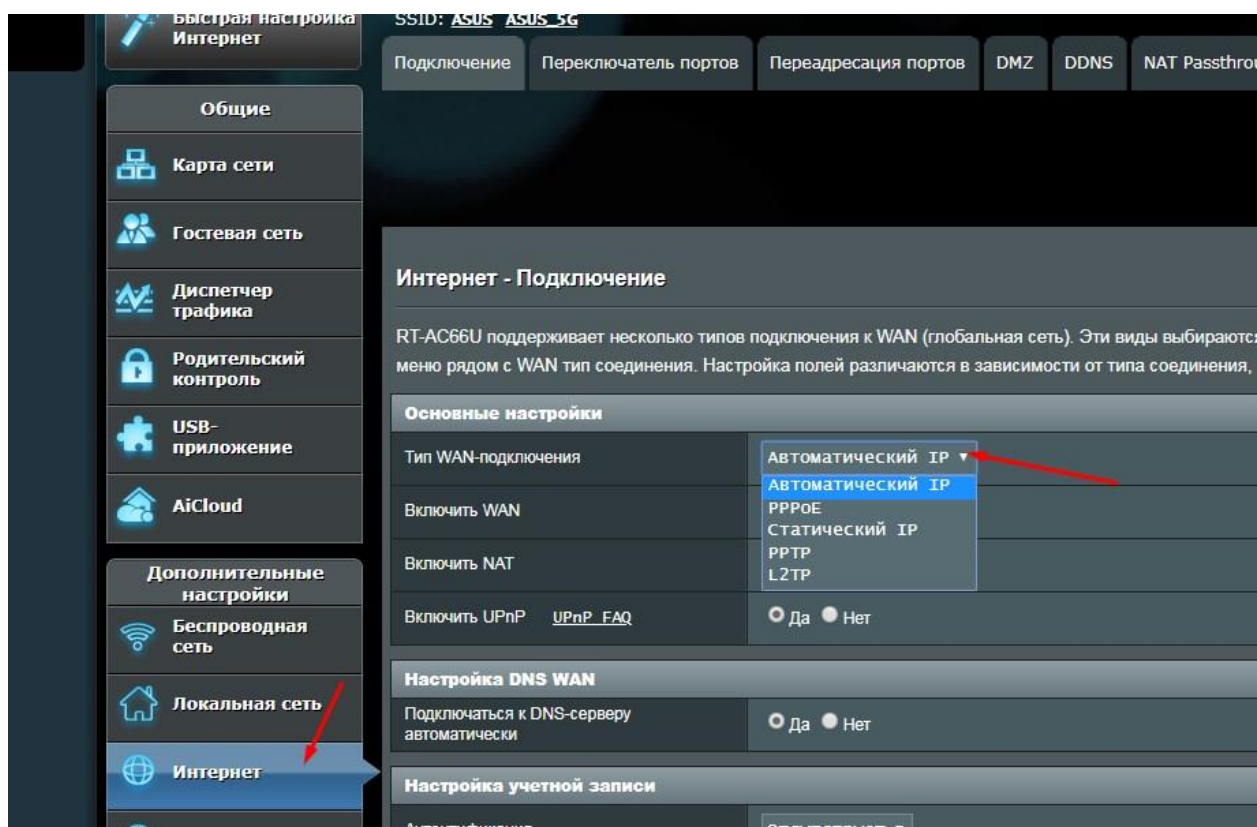 Быстрая настройка
Интернет
SSID: ASUS ASUS_5G
Подключение Переключатель портов Переадресация портов DMZ DDNS NAT
Общие
Карта сети
Гостевая сеть
Диспетчер
трафика
Родительский
контроль
USB-
приложение
AiCloud
Дополнительные
настройки
Беспроводная
сеть
Локальная сеть
Интернет
Интернет - Подключение
RT-AC66U поддерживает несколько типов подключения к WAN (глобальная сеть). Эти виды выбираются
меню рядом с WAN тип соединения. Настройка полей различаются в зависимости от типа соединения,
Основные настройки
Тип WAN-подключения
Автоматический IP
Автоматический IP
PPPoE
Статический IP
PPTP
L2TP
Включить WAN
Включить NAT
Включить UPnP UPnP FAQ Да Нет
Настройка DNS WAN
Подключаться к DNS-серверу
автоматически
Да Нет
Настройка учетной записи